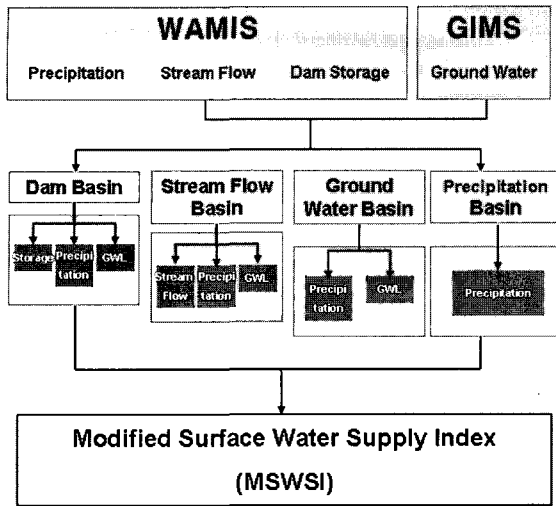 WAMIS
GIMS
Precipitation Stream Flow Dam Storage
Ground Water
Dam Basin
Stream Flow
Basin
Ground
Water Basin
Precipitation
Basin
Storage
Precipi
tation
GWL
Stream
Flow
Precipi
tation
GWL
Precipi
tation
GWL
Precipitation
Modified Surface Water Supply Index
(MSWSI)